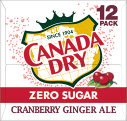 12
PACK
SINCE 1904
CANADA
DRY
ZERO SUGAR
CRANBERRY GINGER ALE